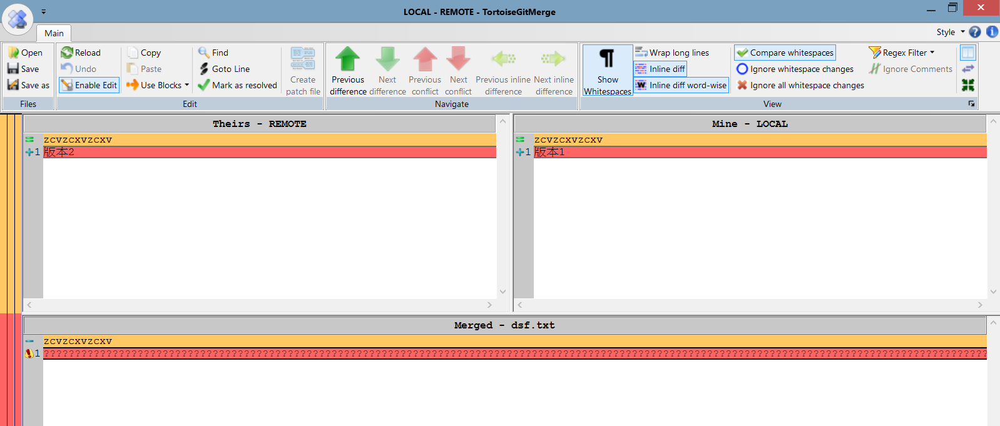 LOCAL - REMOTE - TortoiseGitMerge
Main
Style
Open
Save
Save as
Files
Reload
Undo
Enable Edit
Copy
Paste
Use Blocks
Find
Goto Line
Mark as resolved
Create patch file
Edit
Previous difference
Next difference
Previous conflict
Next conflict
Previous inline difference
Next inline difference
Navigate
Show Whitespaces
Wrap long lines
Inline diff
Inline diff word-wise
Compare whitespaces
Ignore whitespace changes
Ignore all whitespace changes
Regex Filter
Ignore Comments
View
Theirs - REMOTE
zcvzcxvzcxv
1 版本2
Mine - LOCAL
zcvzcxvzcxv
1 版本1
Merged - dsf.txt
zcvzcxvzcxv
1 ???????????????????????????????????????????????????????????????????????????????????????????????????????????????????????????????????????????????????????